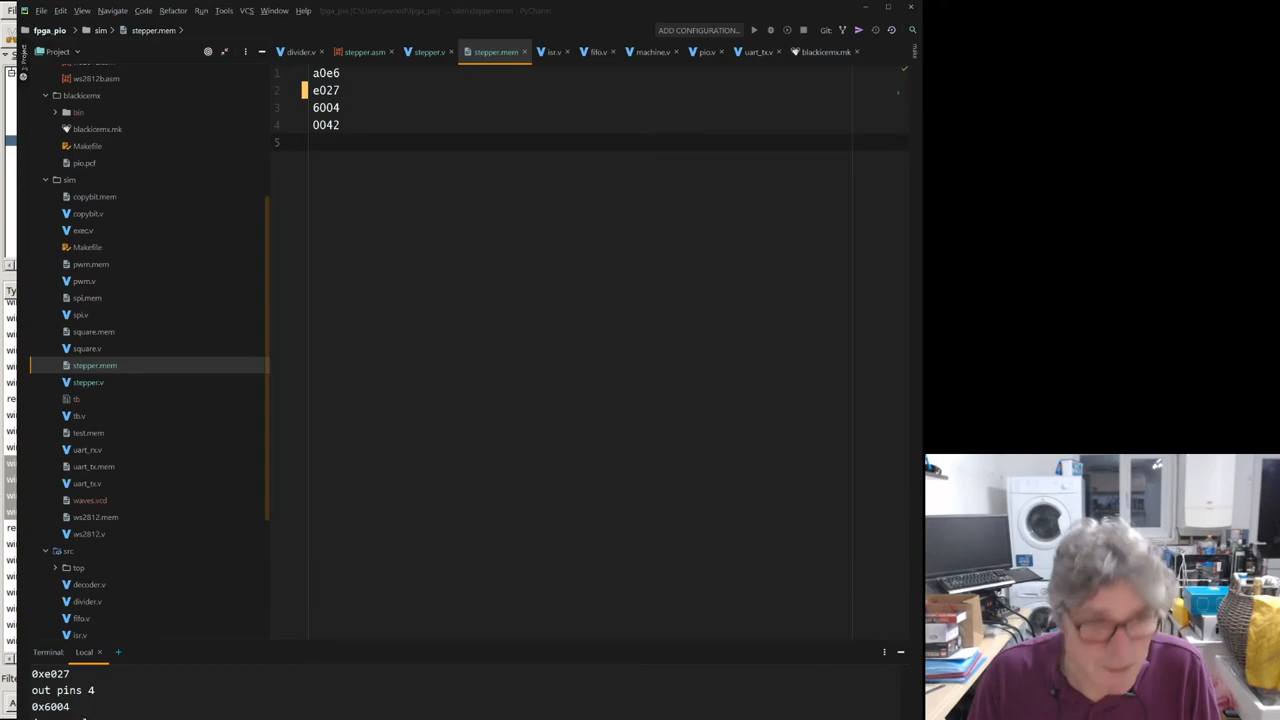 File Edit View Navigate Code Refactor Run Tools VCS Window Help fpga_pio
fpga_pio sim stepper.mem ADD CONFIGURATION... Git:
Project divider.v stepper.asm stepper.v stepper.mem isr.v fifo.v machine.v pio.v uart_tx.v blackicemx.mk
ws2812b.asm
blackicemx
bin
blackicemx.mk
Makefile
pio.pcf
sim
copybit.mem
copybit.v
exec.v
Makefile
pwm.mem
pwm.v
spi.mem
spi.v
square.mem
square.v
stepper.mem
stepper.v
tb
tb.v
test.mem
uart_rx.v
uart_tx.mem
uart_tx.v
waves.vcd
ws2812.mem
ws2812.v
src
top
decoder.v
divider.v
fifo.v
isr.v
1 a0e6
2 e027
3 6004
4 0042
5
Terminal: Local
0xe027
out pins 4
0x6004